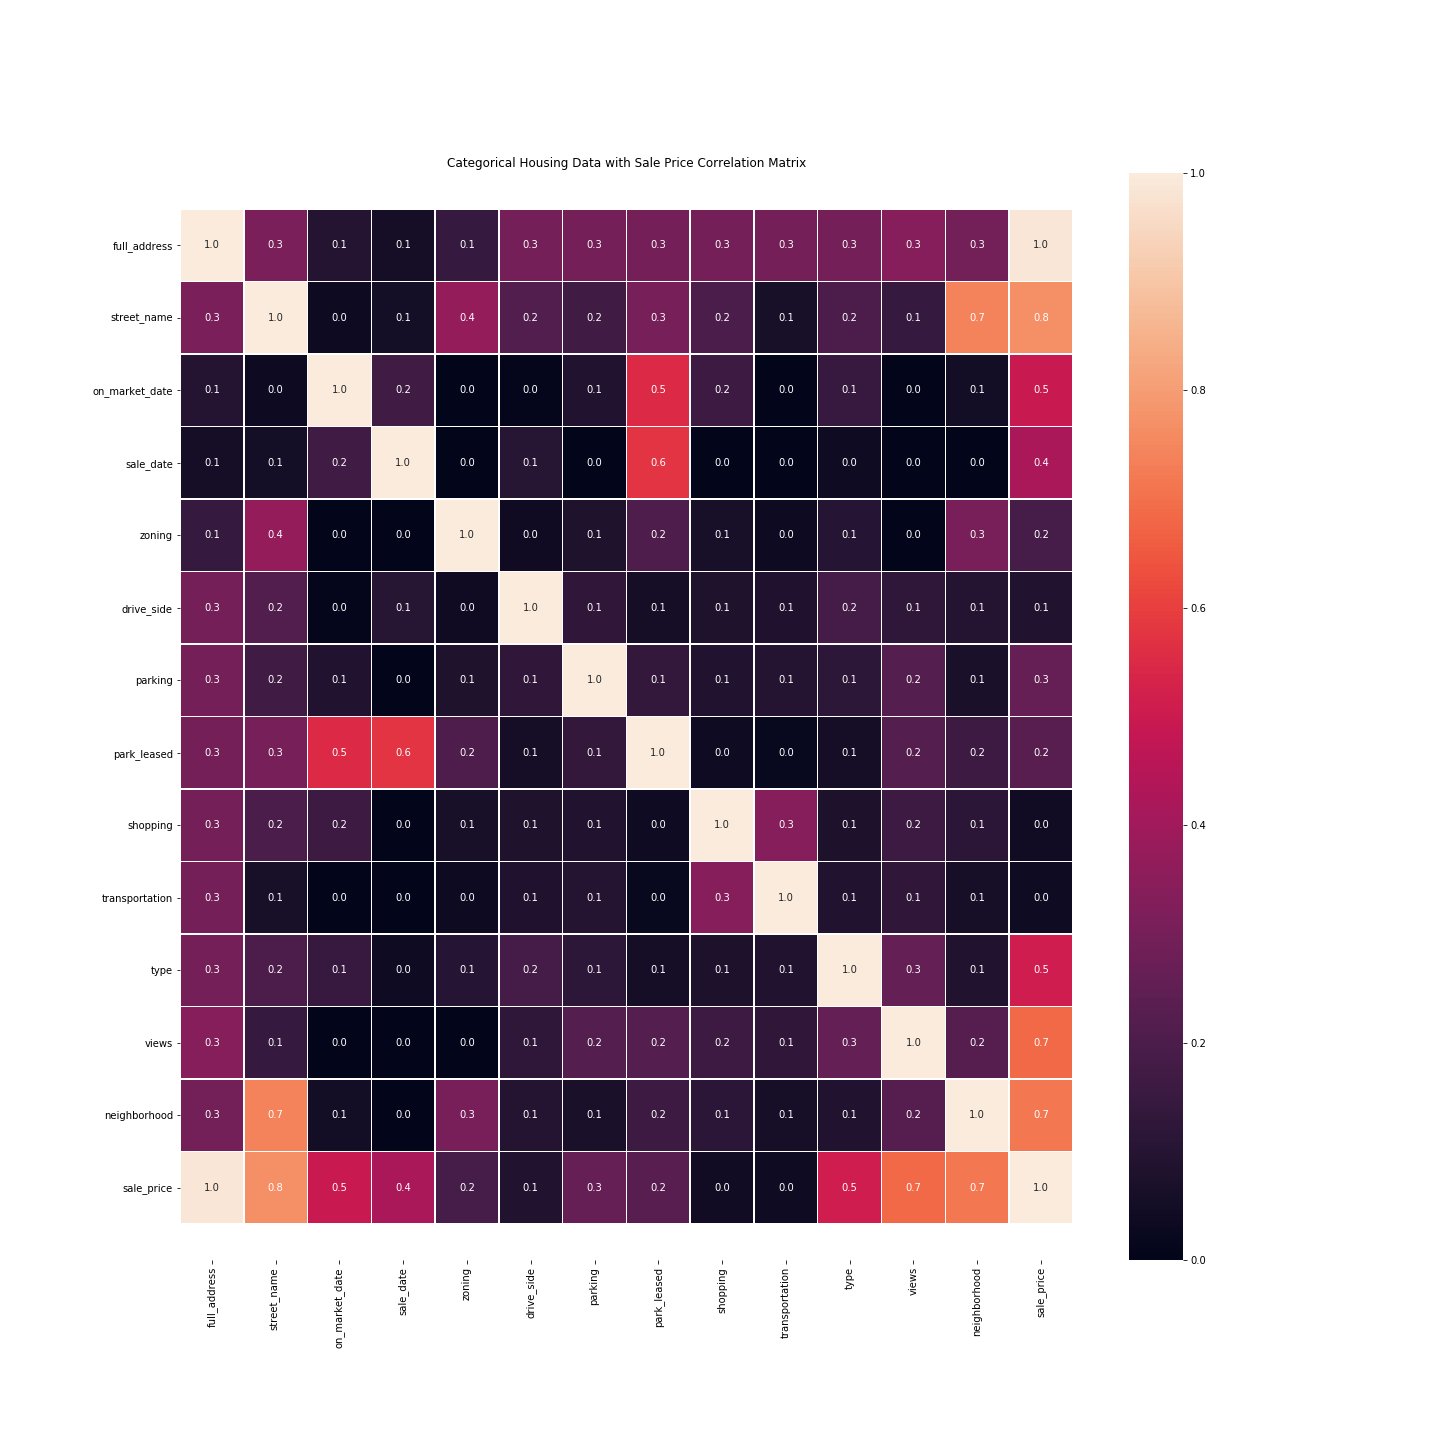 Categorical Housing Data with Sale Price Correlation Matrix
1.0
full_address 1.0 0.3 0.1 0.1 0.1 0.3 0.3 0.3 0.3 0.3 0.3 0.3 0.3 1.0
street_name 0.3 1.0 0.0 0.1 0.4 0.2 0.2 0.3 0.2 0.1 0.2 0.1 0.7 0.8
on_market_date 0.1 0.0 1.0 0.2 0.0 0.0 0.1 0.5 0.2 0.0 0.1 0.0 0.1 0.5
0.8
sale_date 0.1 0.1 0.2 1.0 0.0 0.1 0.0 0.6 0.0 0.0 0.0 0.0 0.0 0.4
zoning 0.1 0.4 0.0 0.0 1.0 0.0 0.1 0.2 0.1 0.0 0.1 0.0 0.3 0.2
drive_side 0.3 0.2 0.0 0.1 0.0 1.0 0.1 0.1 0.1 0.1 0.2 0.1 0.1 0.1
0.6
parking 0.3 0.2 0.1 0.0 0.1 0.1 1.0 0.1 0.1 0.1 0.1 0.2 0.1 0.3
park_leased 0.3 0.3 0.5 0.6 0.2 0.1 0.1 1.0 0.0 0.0 0.1 0.2 0.2 0.2
shopping 0.3 0.2 0.2 0.0 0.1 0.1 0.1 0.0 1.0 0.3 0.1 0.2 0.1 0.0
0.4
transportation 0.3 0.1 0.0 0.0 0.0 0.1 0.1 0.0 0.3 1.0 0.1 0.1 0.1 0.0
type 0.3 0.2 0.1 0.0 0.1 0.2 0.1 0.1 0.1 0.1 1.0 0.3 0.1 0.5
views 0.3 0.1 0.0 0.0 0.0 0.1 0.2 0.2 0.2 0.1 0.3 1.0 0.2 0.7
0.2
neighborhood 0.3 0.7 0.1 0.0 0.3 0.1 0.1 0.2 0.1 0.1 0.1 0.2 1.0 0.7
sale_price 1.0 0.8 0.5 0.4 0.2 0.1 0.3 0.2 0.0 0.0 0.5 0.7 0.7 1.0
0.0
full_address
street_name
on_market_date
sale_date
zoning
drive_side
parking
park_leased
shopping
transportation
type
views
neighborhood
sale_price